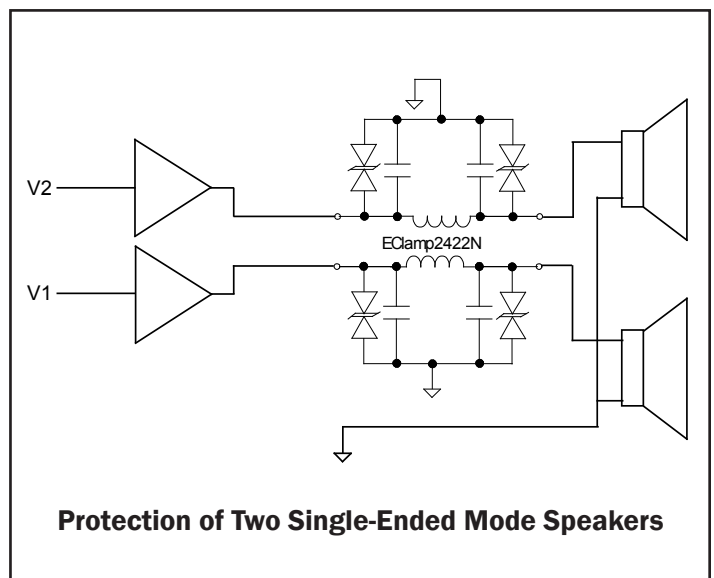 V2
EClamp2422N
V1
Protection of Two Single-Ended Mode Speakers